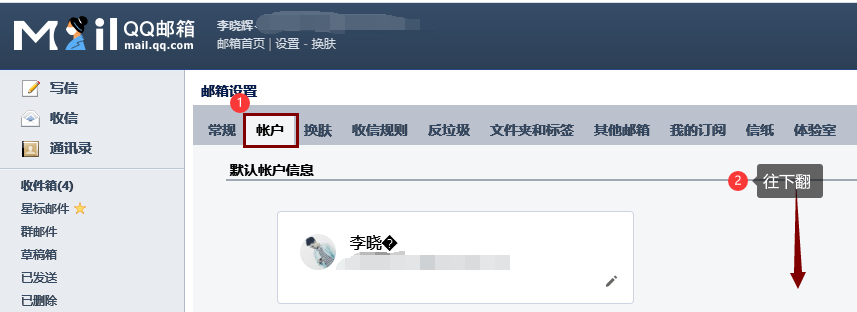 Mail QQ邮箱
mail.qq.com
李晓辉
邮箱首页 | 设置 - 换肤
写信
收信
通讯录
收件箱(4)
星标邮件
群邮件
草稿箱
已发送
已删除
邮箱设置
1
常规 帐户 换肤 收信规则 反垃圾 文件夹和标签 其他邮箱 我的订阅 信纸 体验室
默认帐户信息
2 往下翻
李晓�